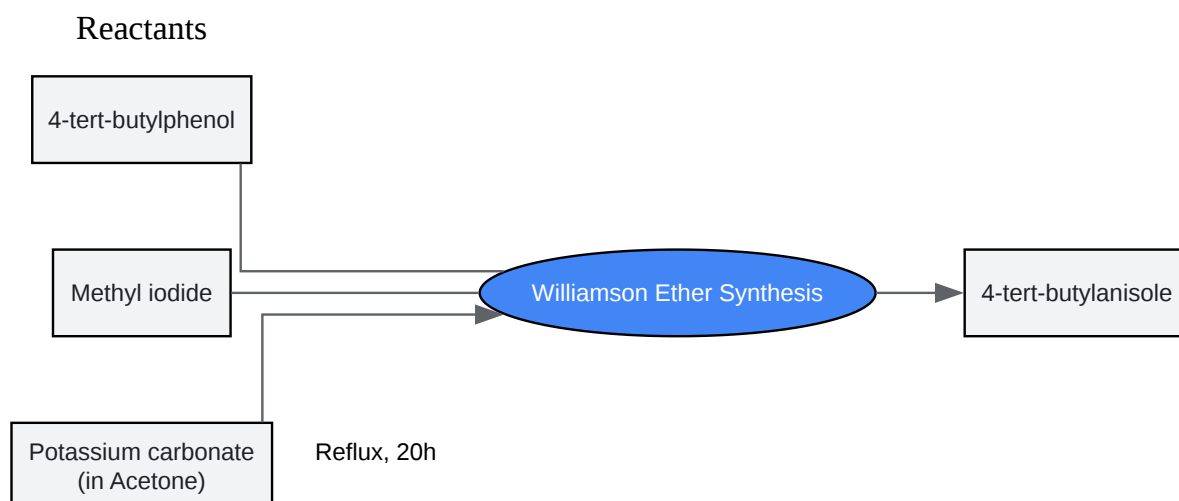 Reactants
4-tert-butylphenol
Methyl iodide
Williamson Ether Synthesis
4-tert-butylanisole
Potassium carbonate
(in Acetone)
Reflux, 20h